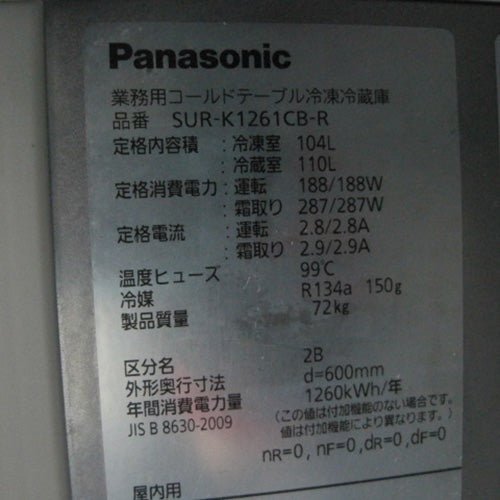 Panasonic
業務用コールドテーブル冷凍冷蔵庫
品番 SUR-K1261CB-R
定格内容積 : 冷凍室 104L
: 冷蔵室 110L
定格消費電力 : 運転 188/188W
: 霜取り 287/287W
定格電流 : 運転 2.8/2.8A
: 霜取り 2.9/2.9A
温度ヒューズ 99℃
冷媒 R134a 150g
製品質量 72kg
区分名 2B
外形奥行寸法 d=600mm
年間消費電力量 1260kWh/年
JIS B 8630-2009 (この値は付加機能のない場合です。
値は付加機能により異なります。)
nR=0, nF=0, dR=0, dF=0
屋内用